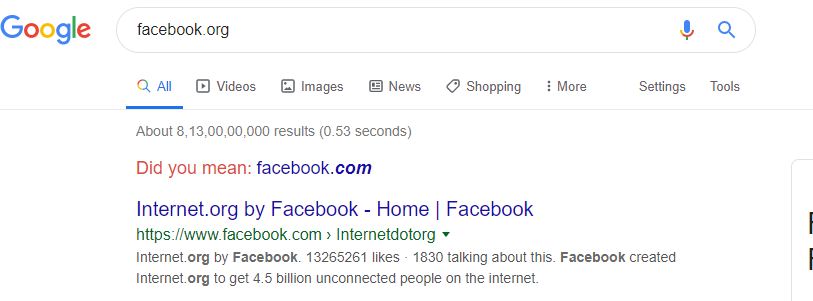 Google facebook.org
All Videos Images News Shopping More Settings Tools
About 8,13,00,00,000 results (0.53 seconds)
Did you mean: facebook.com
Internet.org by Facebook - Home | Facebook
https://www.facebook.com › Internetdotorg
Internet.org by Facebook. 13265261 likes · 1830 talking about this. Facebook created
Internet.org to get 4.5 billion unconnected people on the internet.